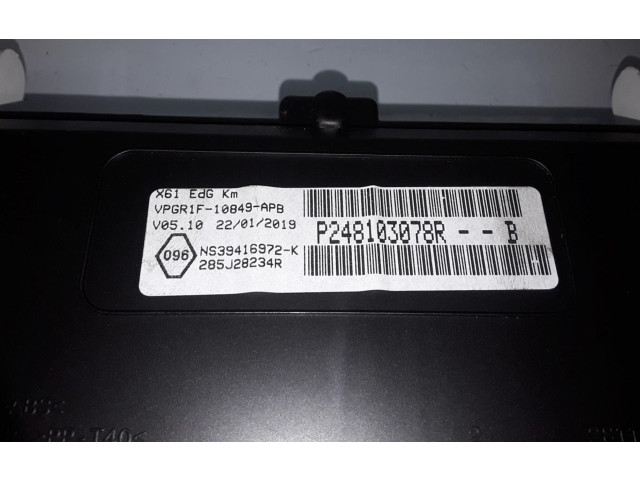 X61 EdG Km
VPGR1F-10849-APB
V05.10 22/01/2019
P248103078R -- B
096
NS39416972-K
285J28234R